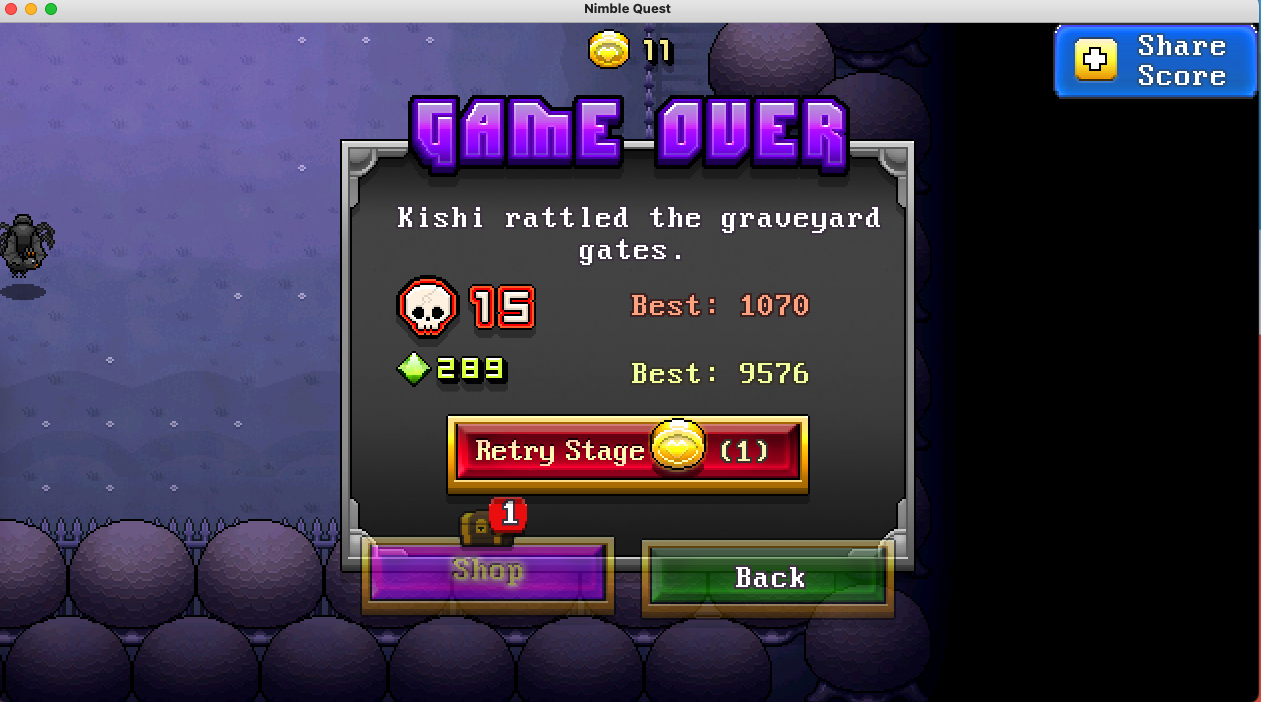 Nimble Quest
11
Share
Score
GAME OVER
Kishi rattled the graveyard
gates.
15 Best: 1070
289 Best: 9576
Retry Stage (1)
1
Shop Back